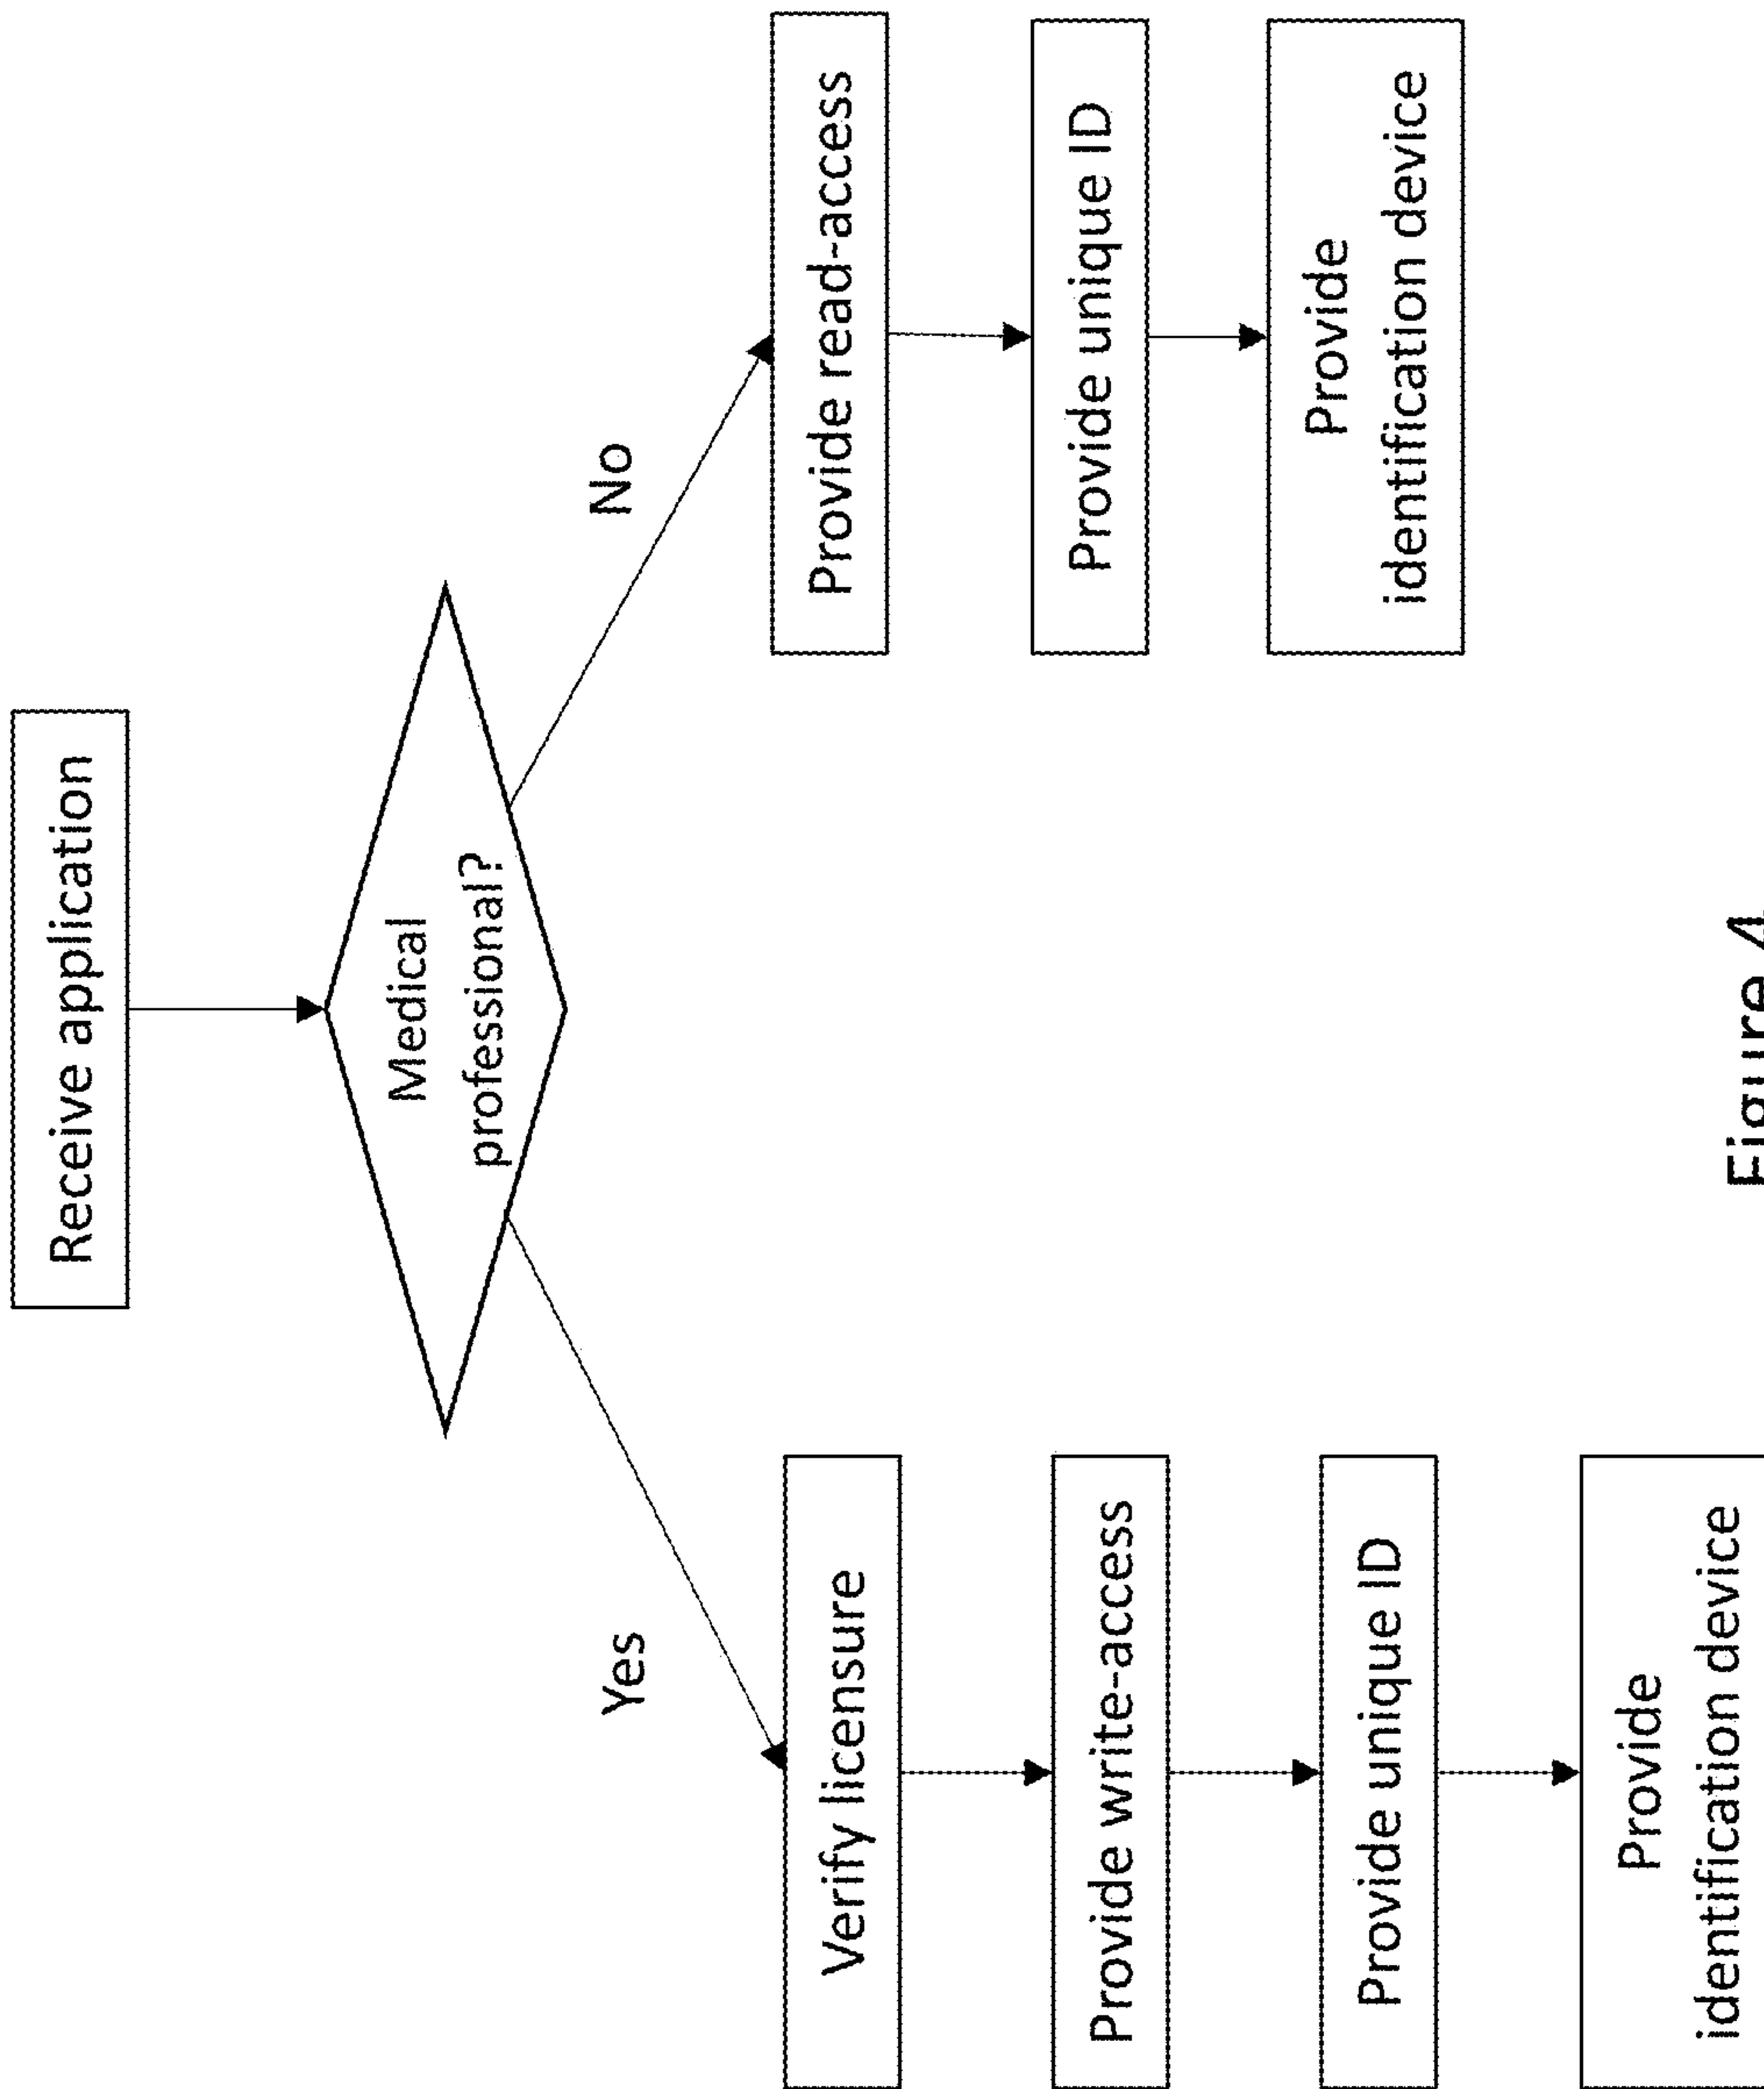 Receive application
Medical
professional?
Yes
No
Verify licensure
Provide write-access
Provide unique ID
Provide
identification device
Provide read-access
Provide unique ID
Provide
identification device
Figure 4